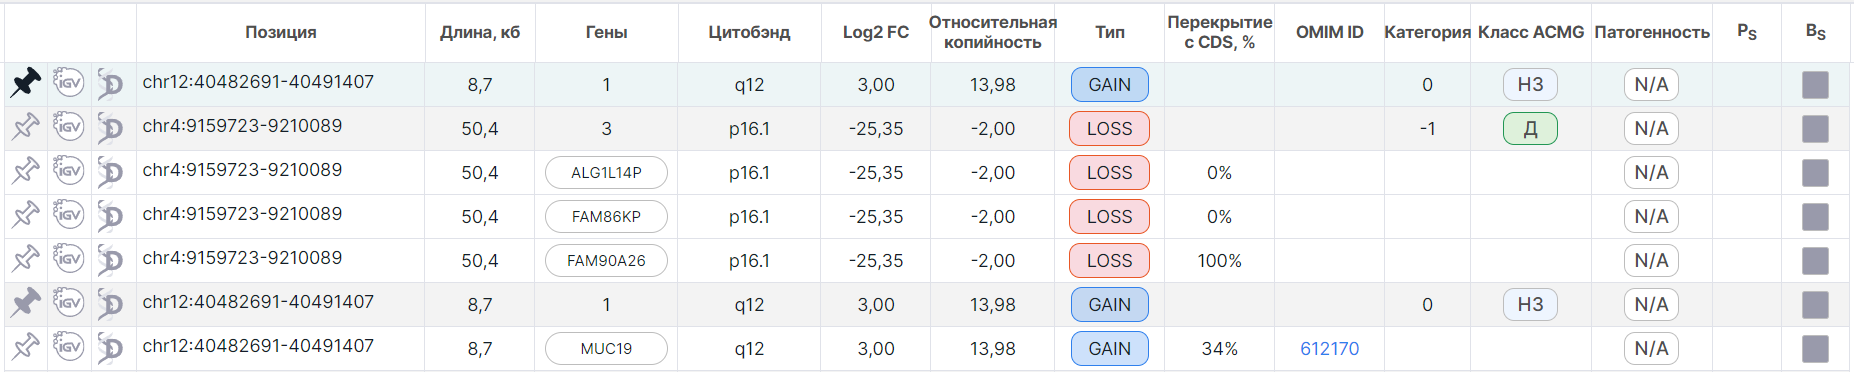 Позиция Длина, кб Гены Цитобэнд Log2 FC Относительная копийность Тип Перекрытие с CDS, % OMIM ID Категория Класс ACMG Патогенность PS BS
IGV D chr12:40482691-40491407 8,7 1 q12 3,00 13,98 GAIN 0 НЗ N/A
IGV D chr4:9159723-9210089 50,4 3 p16.1 -25,35 -2,00 LOSS -1 Д N/A
IGV D chr4:9159723-9210089 50,4 ALG1L14P p16.1 -25,35 -2,00 LOSS 0% N/A
IGV D chr4:9159723-9210089 50,4 FAM86KP p16.1 -25,35 -2,00 LOSS 0% N/A
IGV D chr4:9159723-9210089 50,4 FAM90A26 p16.1 -25,35 -2,00 LOSS 100% N/A
IGV D chr12:40482691-40491407 8,7 1 q12 3,00 13,98 GAIN 0 НЗ N/A
IGV D chr12:40482691-40491407 8,7 MUC19 q12 3,00 13,98 GAIN 34% 612170 N/A